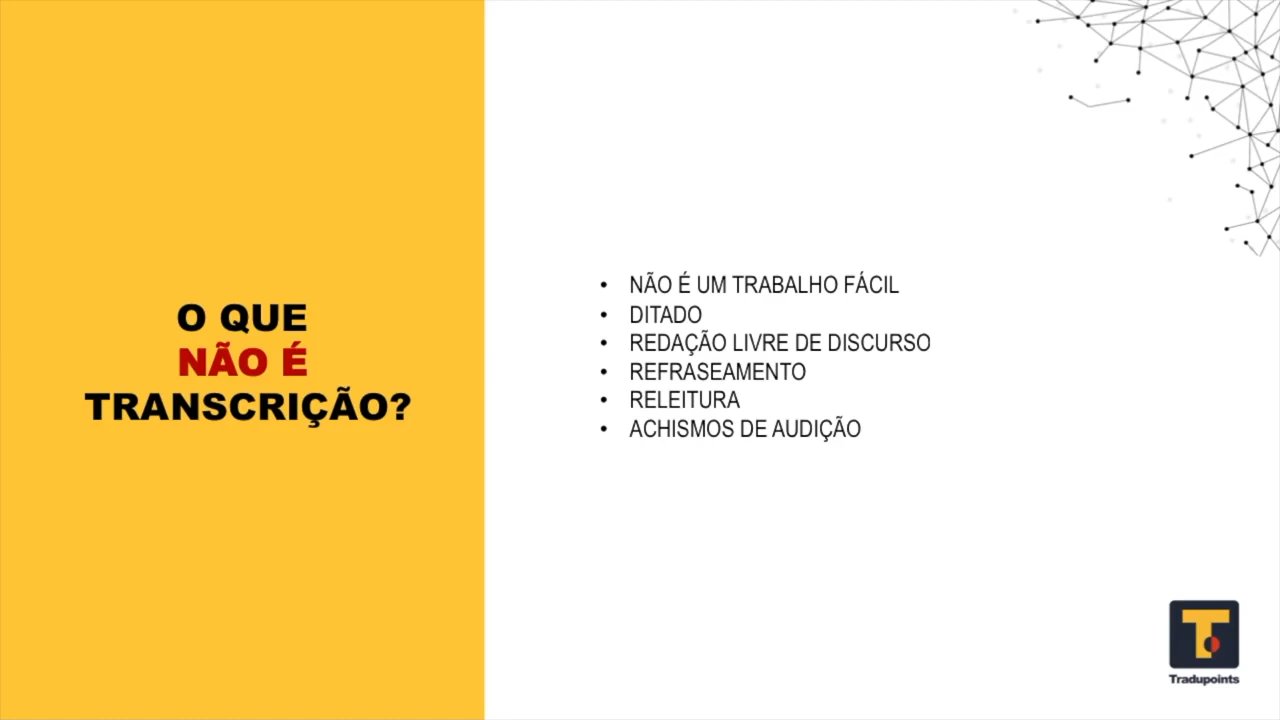 O QUE
NÃO É
TRANSCRIÇÃO?
• NÃO É UM TRABALHO FÁCIL
• DITADO
• REDAÇÃO LIVRE DE DISCURSO
• REFRASEAMENTO
• RELEITURA
• ACHISMOS DE AUDIÇÃO
T
Tradupoints